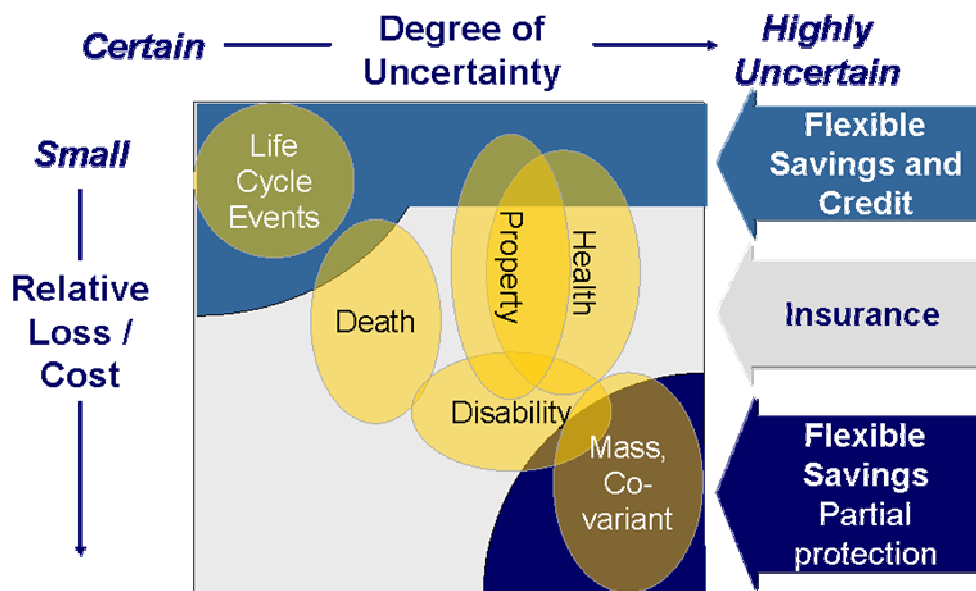 Certain
Degree of
Uncertainty
Highly
Uncertain
Small
Relative
Loss /
Cost
Life
Cycle
Events
Death
Property
Health
Disability
Mass,
Co-
variant
Flexible
Savings and
Credit
Insurance
Flexible
Savings
Partial
protection